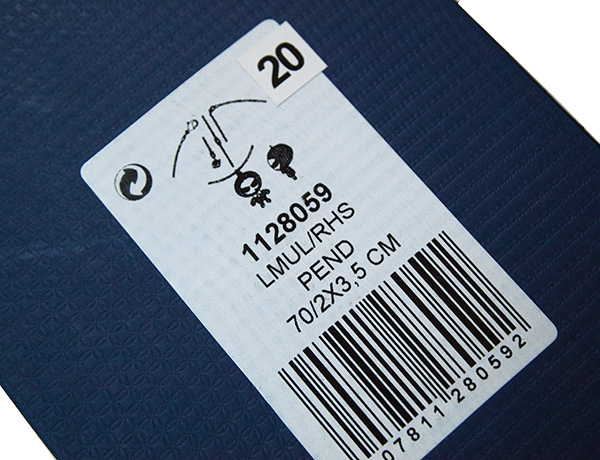 20
1128059
LMUL/RHS
PEND
70/2X3,5 CM
07811 280592